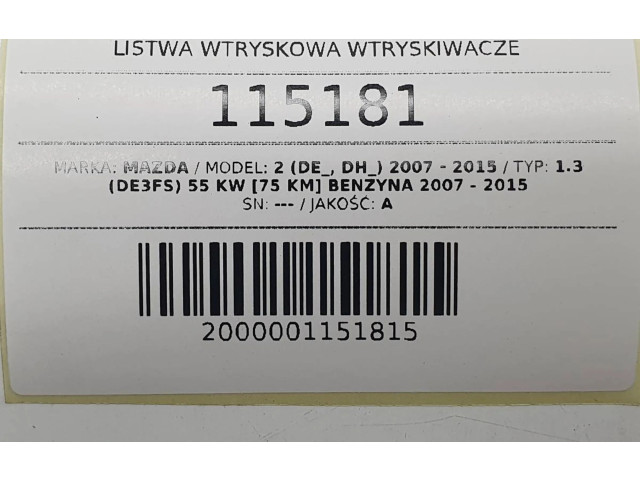 LISTWA WTRYSKOWA WTRYSKIWACZE
115181
MARKA: MAZDA / MODEL: 2 (DE_, DH_) 2007 - 2015 / TYP: 1.3
(DE3FS) 55 KW [75 KM] BENZYNA 2007 - 2015
SN: --- / JAKOŚĆ: A
2000001151815